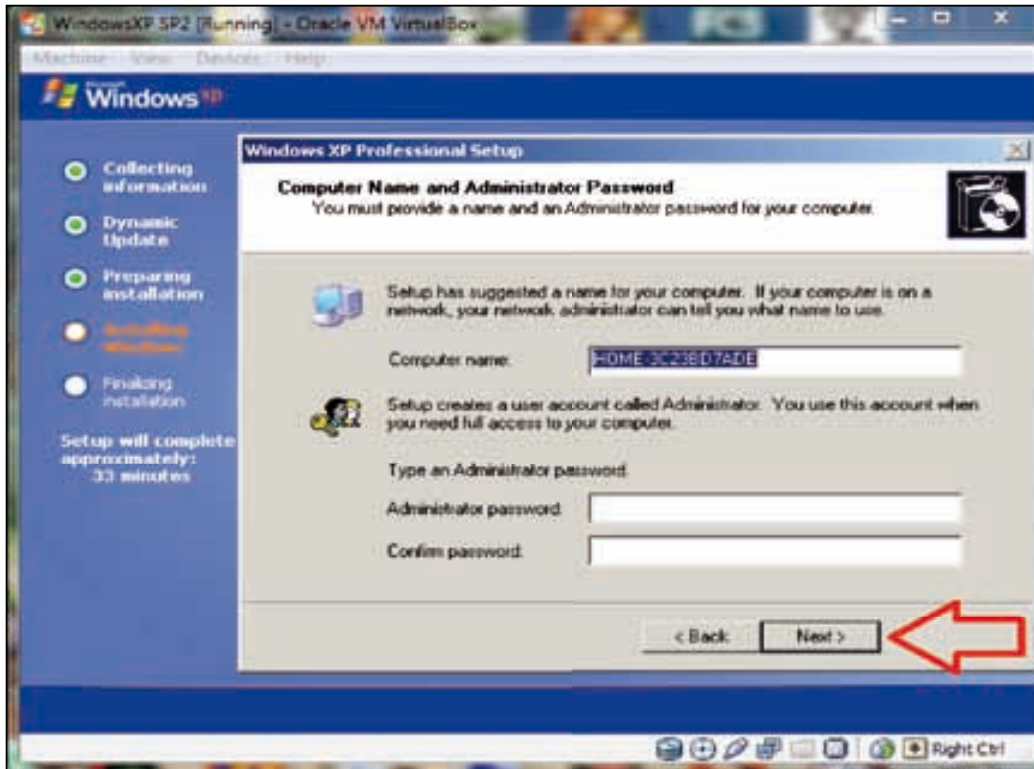 WindowsXP SP2 [Running] - Oracle VM VirtualBox
Machine View Devices Help
Microsoft
Windows xp
Collecting
information
Dynamic
Update
Preparing
installation
Installing
Windows
Finalizing
installation
Setup will complete
approximately:
33 minutes
Windows XP Professional Setup
Computer Name and Administrator Password
You must provide a name and an Administrator password for your computer.
Setup has suggested a name for your computer. If your computer is on a
network, your network administrator can tell you what name to use.
Computer name:
Setup creates a user account called Administrator. You use this account when
you need full access to your computer.
Type an Administrator password.
Administrator password:
Confirm password:
< Back
Next >
Right Ctrl